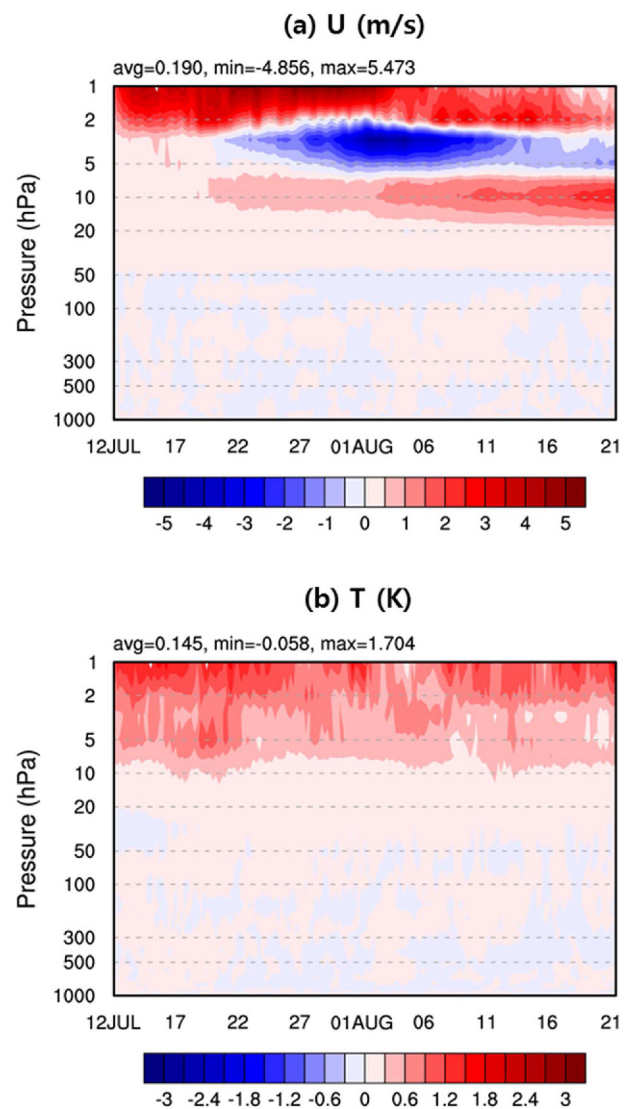 (a) U (m/s)
avg=0.190, min=-4.856, max=5.473
Pressure (hPa)
1
2
5
10
20
50
100
300
500
1000
12JUL 17 22 27 01AUG 06 11 16 21
-5 -4 -3 -2 -1 0 1 2 3 4 5
(b) T (K)
avg=0.145, min=-0.058, max=1.704
Pressure (hPa)
1
2
5
10
20
50
100
300
500
1000
12JUL 17 22 27 01AUG 06 11 16 21
-3 -2.4 -1.8 -1.2 -0.6 0 0.6 1.2 1.8 2.4 3